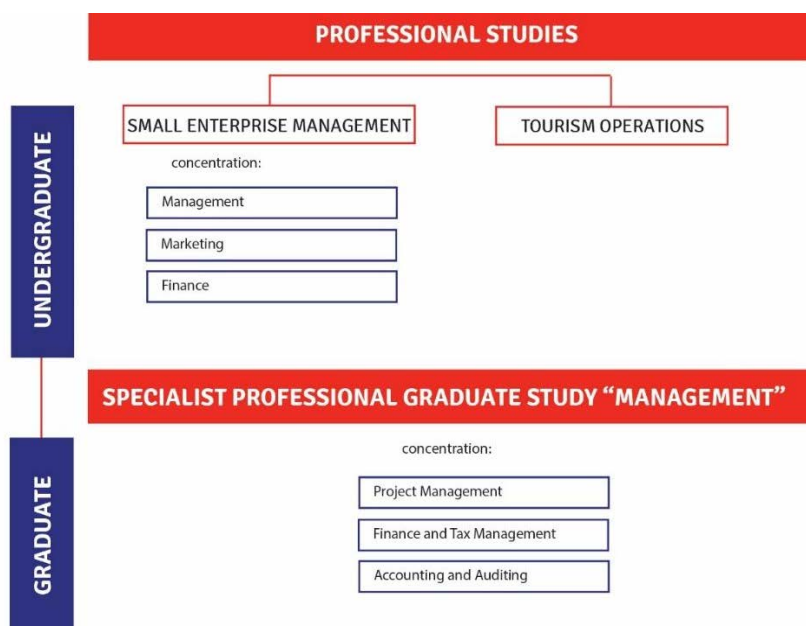 PROFESSIONAL STUDIES
UNDERGRADUATE
SMALL ENTERPRISE MANAGEMENT
TOURISM OPERATIONS
concentration:
Management
Marketing
Finance
SPECIALIST PROFESSIONAL GRADUATE STUDY “MANAGEMENT”
GRADUATE
concentration:
Project Management
Finance and Tax Management
Accounting and Auditing